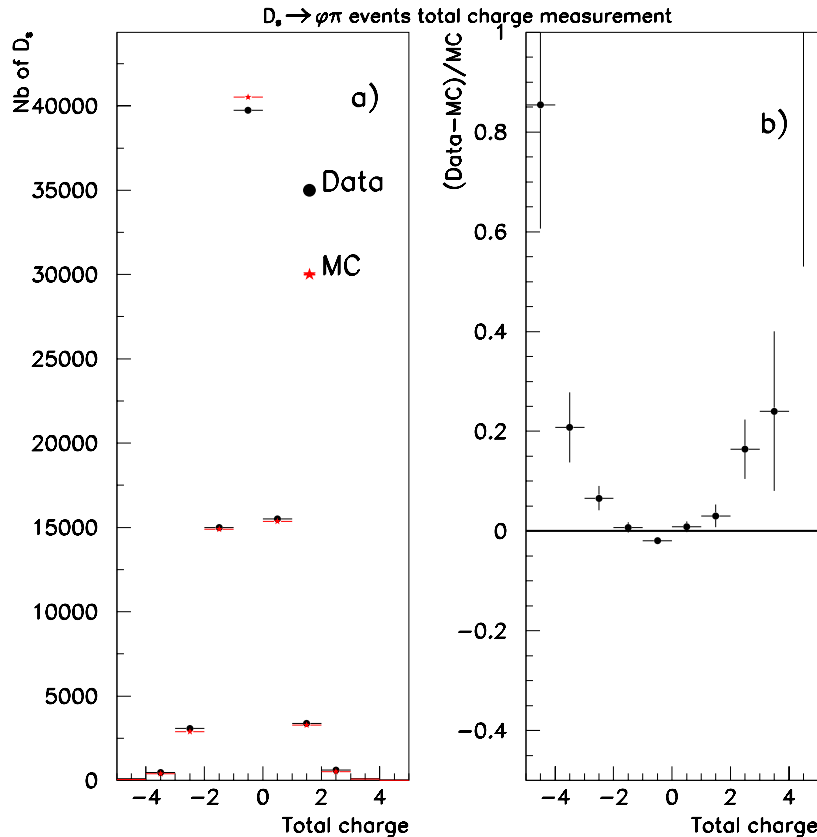 Dₛ → φπ events total charge measurement
Nb of Dₛ
a)
40000
35000
30000
25000
20000
15000
10000
5000
0
Data
MC
−4 −2 0 2 4
Total charge
(Data−MC)/MC
b)
1
0.8
0.6
0.4
0.2
0
−0.2
−0.4
−4 −2 0 2 4
Total charge